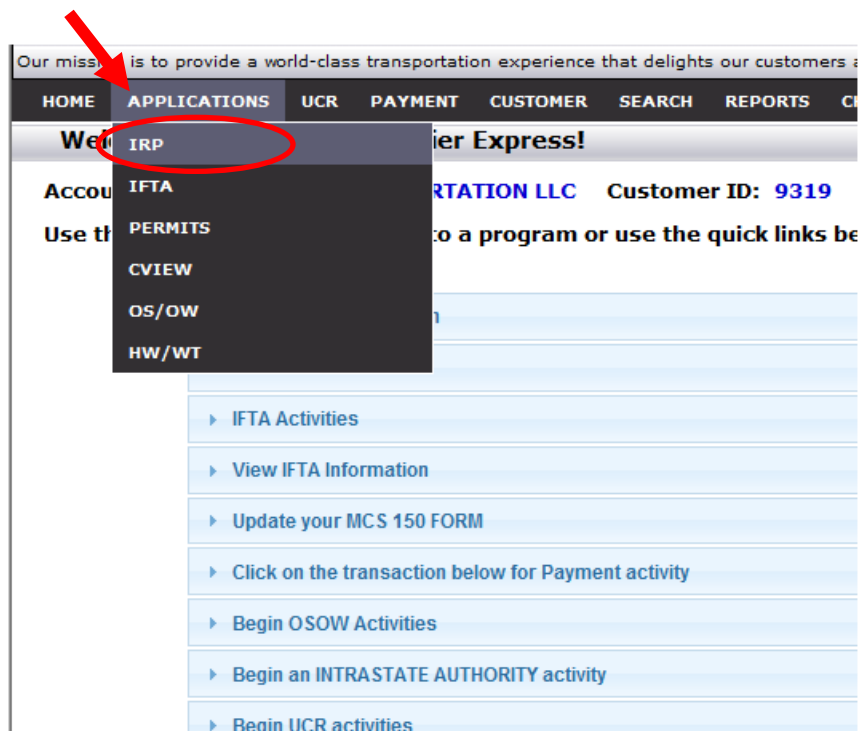 Our miss is to provide a world-class transportation experience that delights our customers
HOME APPLICATIONS UCR PAYMENT CUSTOMER SEARCH REPORTS
IRP ier Express!
Accou IFTA RTATION LLC Customer ID: 9319
Use th PERMITS to a program or use the quick links be
CVIEW
OS/OW
HW/WT
IFTA Activities
View IFTA Information
Update your MCS 150 FORM
Click on the transaction below for Payment activity
Begin OSOW Activities
Begin an INTRASTATE AUTHORITY activity
Begin UCR activities